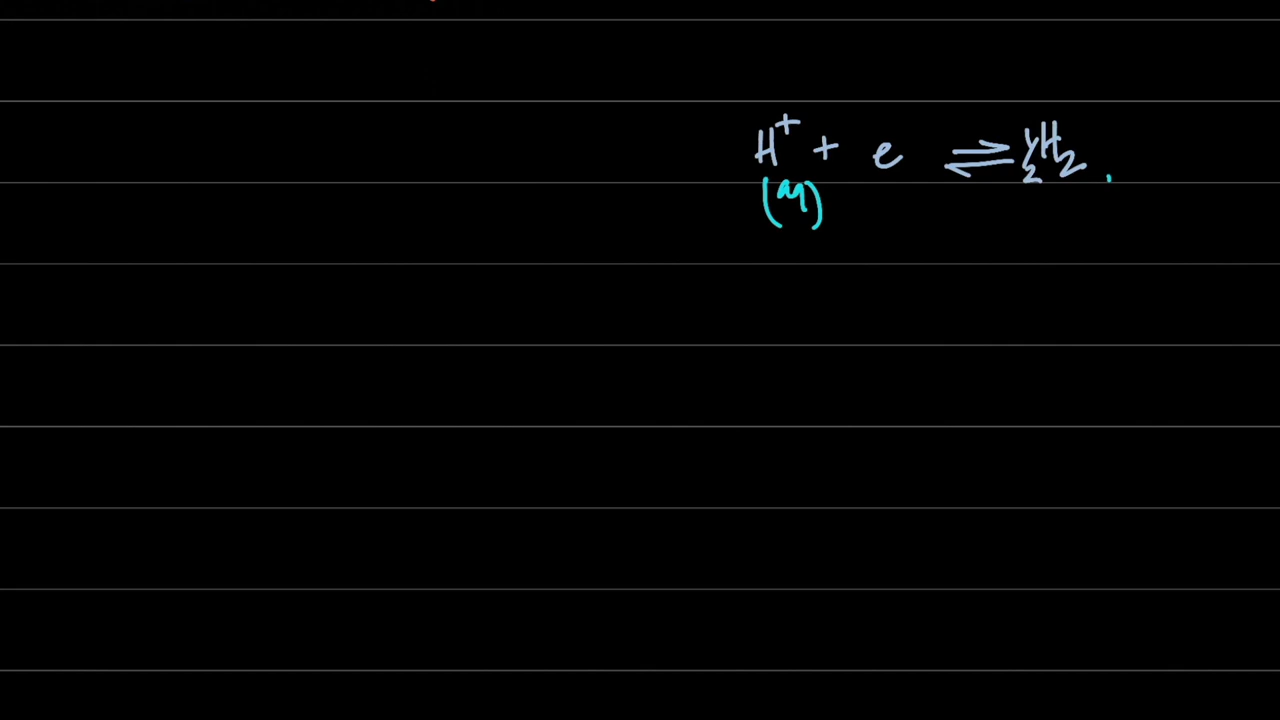 H⁺ + e ⇌ ½H₂
(aq)